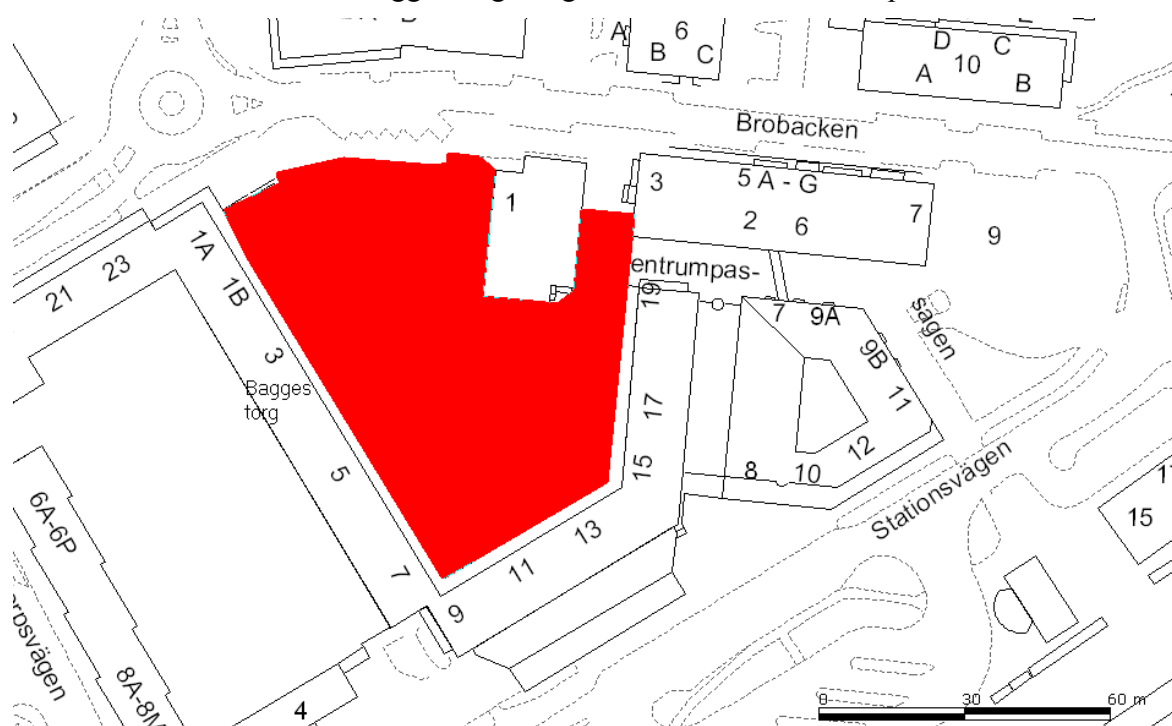 A
6
B
C
D
C
10
A
B
Brobacken
3
5 A - G
7
2
6
9
1
1A
1B
23
21
entrumpas-
19
7
9A
sagen
9B
3
Bagges
torg
11
17
5
12
15
8
10
Stationsvägen
6A-6P
13
15
11
7
9
8A-8M
4
0 30 60 m